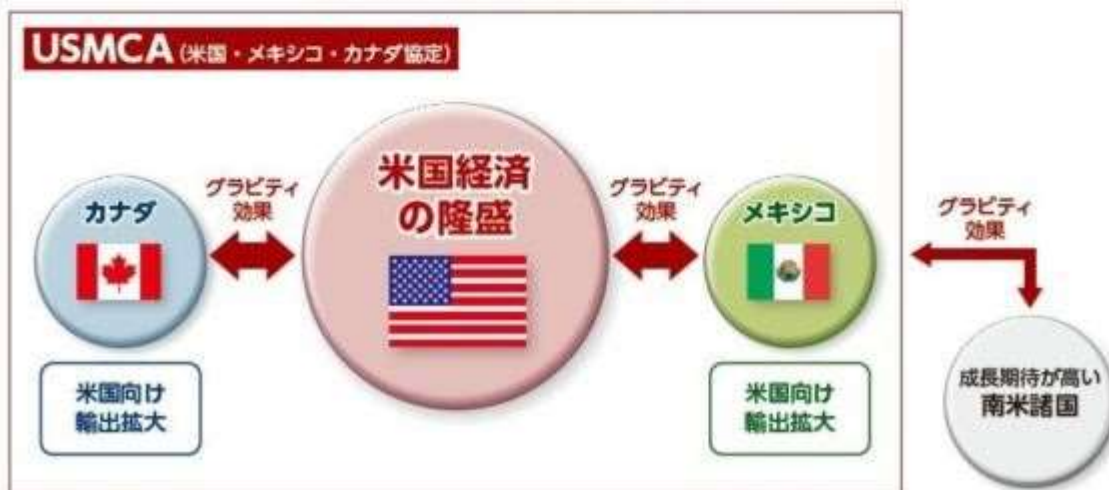 USMCA(米国・メキシコ・カナダ協定)
カナダ
グラビティ
効果
米国経済
の隆盛
グラビティ
効果
メキシコ
グラビティ
効果
米国向け
輸出拡大
米国向け
輸出拡大
成長期待が高い
南米諸国